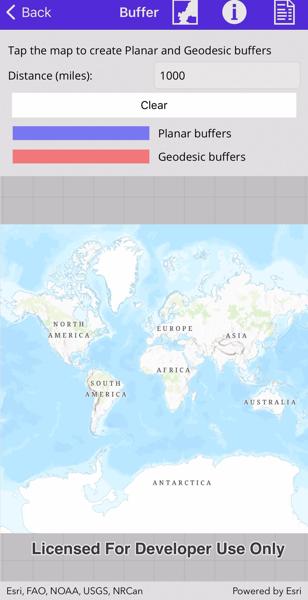 Back
Buffer
Tap the map to create Planar and Geodesic buffers
Distance (miles):
1000
Clear
Planar buffers
Geodesic buffers
NORTH
AMERICA
EUROPE
ASIA
AFRICA
SOUTH
AMERICA
AUSTRALIA
ANTARCTICA
Licensed For Developer Use Only
Esri, FAO, NOAA, USGS, NRCan
Powered by Esri